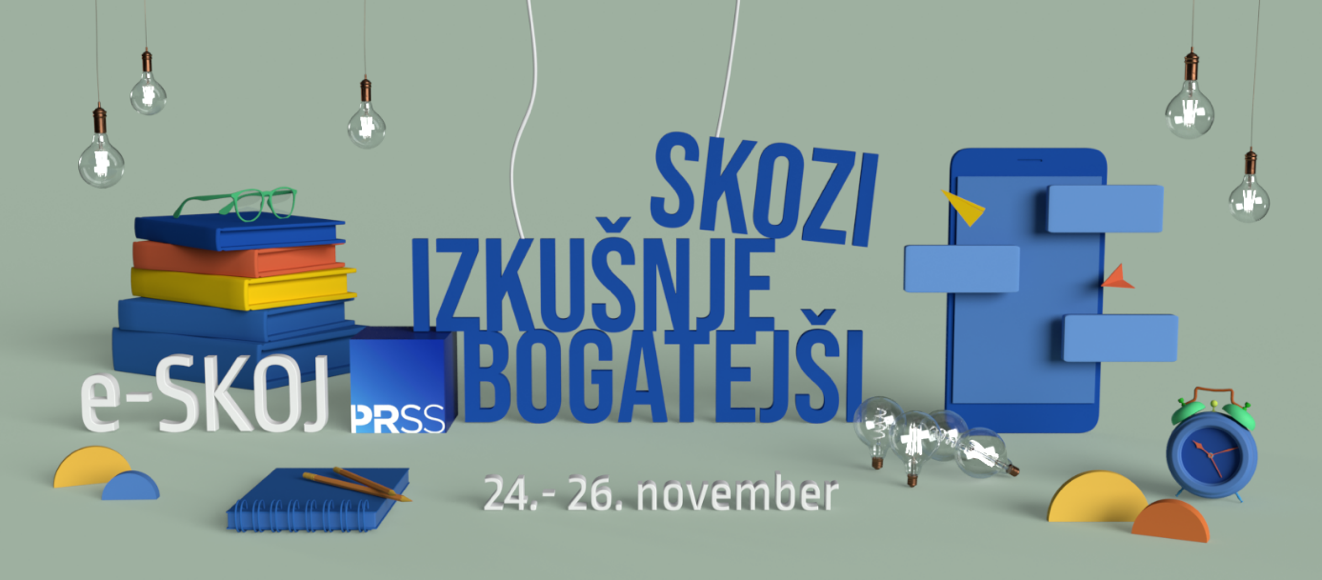 SKOZI
IZKUŠNJE
BOGATEJŠI
e-SKOJ
PRSS
24.- 26. november